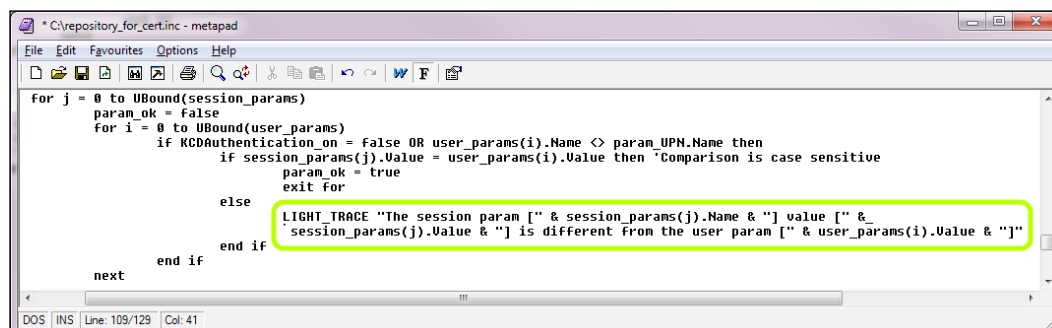 * C:\repository_for_cert.inc - metapad
File Edit Favourites Options Help
W F
for j = 0 to UBound(session_params)
param_ok = false
for i = 0 to UBound(user_params)
if KCDAuthentication_on = false OR user_params(i).Name <> param_UPN.Name then
if session_params(j).Value = user_params(i).Value then 'Comparison is case sensitive
param_ok = true
exit for
else
LIGHT_TRACE "The session param [" & session_params(j).Name & "] value [" &_
' session_params(j).Value & "] is different from the user param [" & user_params(i).Value & "]"
end if
end if
next
DOS INS Line: 109/129 Col: 41